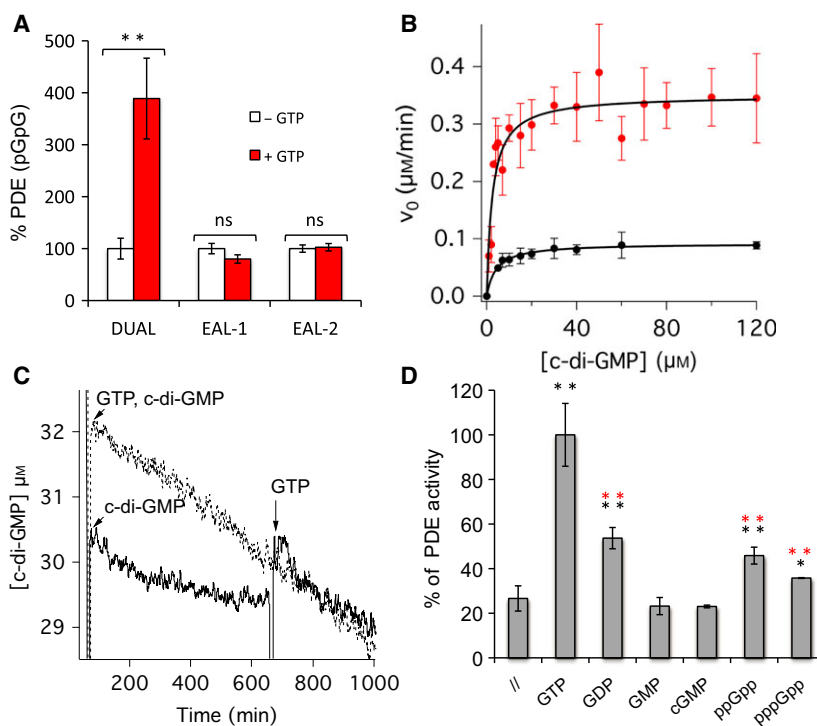 A
% PDE (pGpG)
500
400
300
200
100
0
* *
– GTP
+ GTP
ns
ns
DUAL
EAL-1
EAL-2
B
v0 (µM/min)
0.4
0.3
0.2
0.1
0.0
0
40
80
120
[c-di-GMP] (µM)
C
[c-di-GMP] µM
32
31
30
29
GTP, c-di-GMP
c-di-GMP
GTP
200
400
600
800
1000
Time (min)
D
% of PDE activity
120
100
80
60
40
20
0
* *
* *
* *
* *
* *
* *
*
//
GTP
GDP
GMP
cGMP
ppGpp
pppGpp